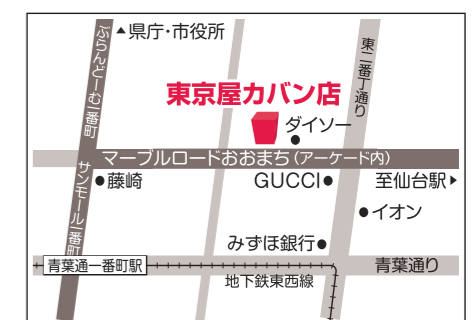 ▲県庁・市役所
ぶらんどーむ一番町
東二番丁通り
東京屋カバン店
ダイソー
マーブルロードおおまち(アーケード内)
サンモール一番町
藤崎
GUCCI
至仙台駅▶
イオン
みずほ銀行
青葉通一番町駅
青葉通り
地下鉄東西線